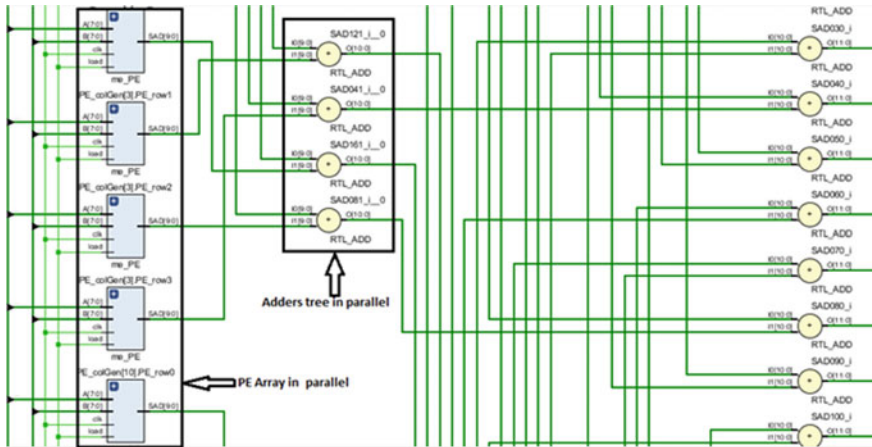 A(7:0)
B(7:0)
clk
load
SAD(9:0)
me_PE
PE_colGen[3].PE_row1
A(7:0)
B(7:0)
clk
load
SAD(9:0)
me_PE
PE_colGen[3].PE_row2
A(7:0)
B(7:0)
clk
load
SAD(9:0)
me_PE
PE_colGen[3].PE_row3
A(7:0)
B(7:0)
clk
load
SAD(9:0)
me_PE
PE_colGen[10].PE_row0
A(7:0)
B(7:0)
clk
load
SAD(9:0)
PE Array in parallel
SAD121_i__0
I0(9:0)
I1(9:0)
O(10:0)
RTL_ADD
SAD041_i__0
I0(9:0)
I1(9:0)
O(10:0)
RTL_ADD
SAD161_i__0
I0(9:0)
I1(9:0)
O(10:0)
RTL_ADD
SAD081_i__0
I0(9:0)
I1(9:0)
O(10:0)
RTL_ADD
Adders tree in parallel
RTL_ADD
SAD030_i
I0(10:0)
I1(10:0)
O(11:0)
RTL_ADD
SAD040_i
I0(10:0)
I1(10:0)
O(11:0)
RTL_ADD
SAD050_i
I0(10:0)
I1(10:0)
O(11:0)
RTL_ADD
SAD060_i
I0(10:0)
I1(10:0)
O(11:0)
RTL_ADD
SAD070_i
I0(10:0)
I1(10:0)
O(11:0)
RTL_ADD
SAD080_i
I0(10:0)
I1(10:0)
O(11:0)
RTL_ADD
SAD090_i
I0(10:0)
I1(10:0)
O(11:0)
RTL_ADD
SAD100_i
I0(10:0)
I1(10:0)
O(11:0)
RTL_ADD